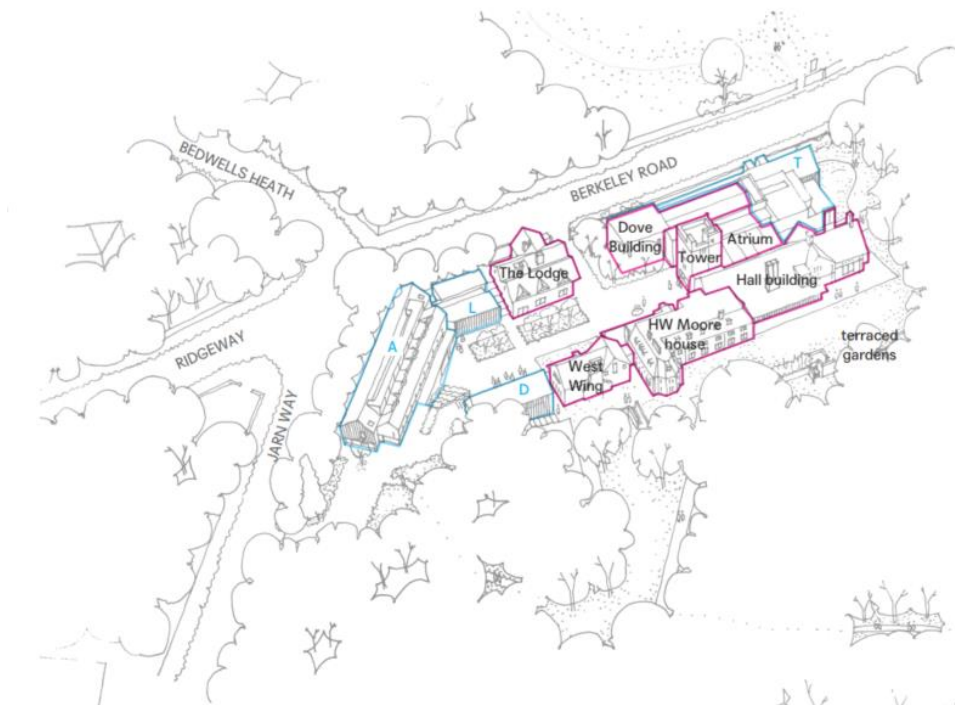 BEDWELLS HEATH
BERKELEY ROAD
T
Dove
Building
Tower
Atrium
The Lodge
Hall building
L
HW Moore
house
A
terraced
gardens
RIDGEWAY
West
Wing
D
JARN WAY